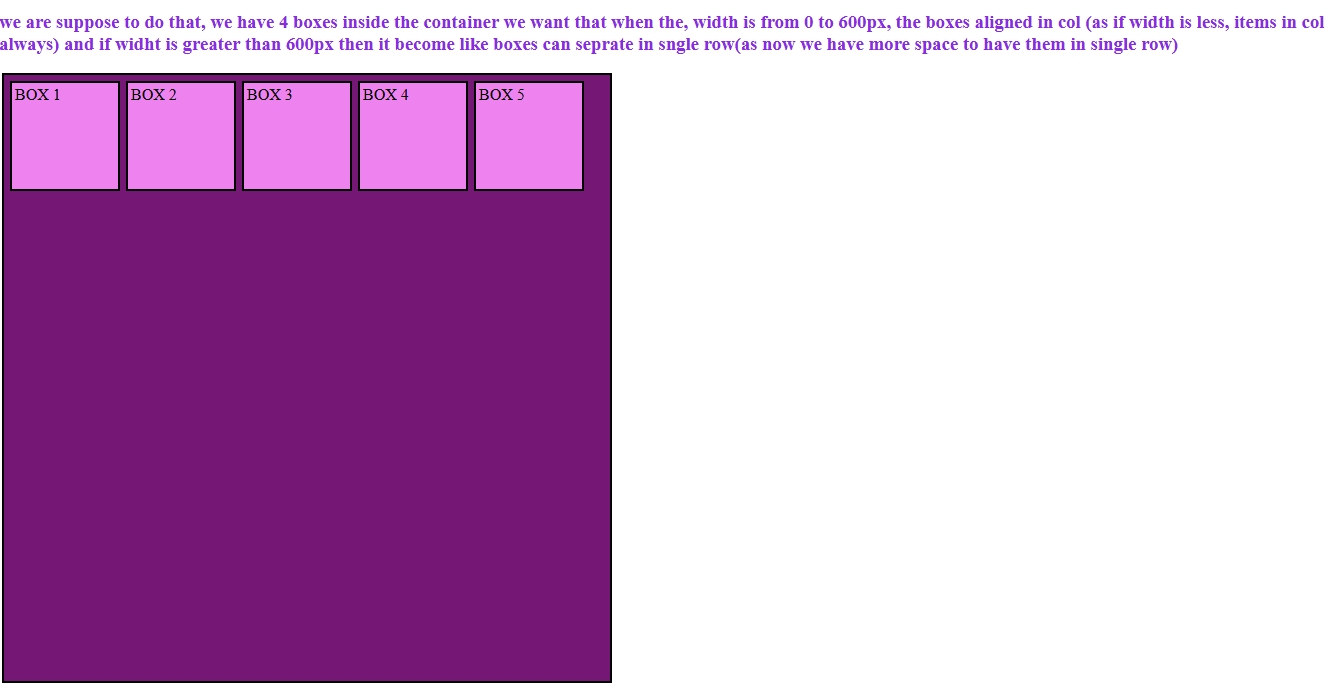 we are suppose to do that, we have 4 boxes inside the container we want that when the, width is from 0 to 600px, the boxes aligned in col (as if width is less, items in col
always) and if widht is greater than 600px then it become like boxes can seprate in sngle row(as now we have more space to have them in single row)
BOX 1 BOX 2 BOX 3 BOX 4 BOX 5